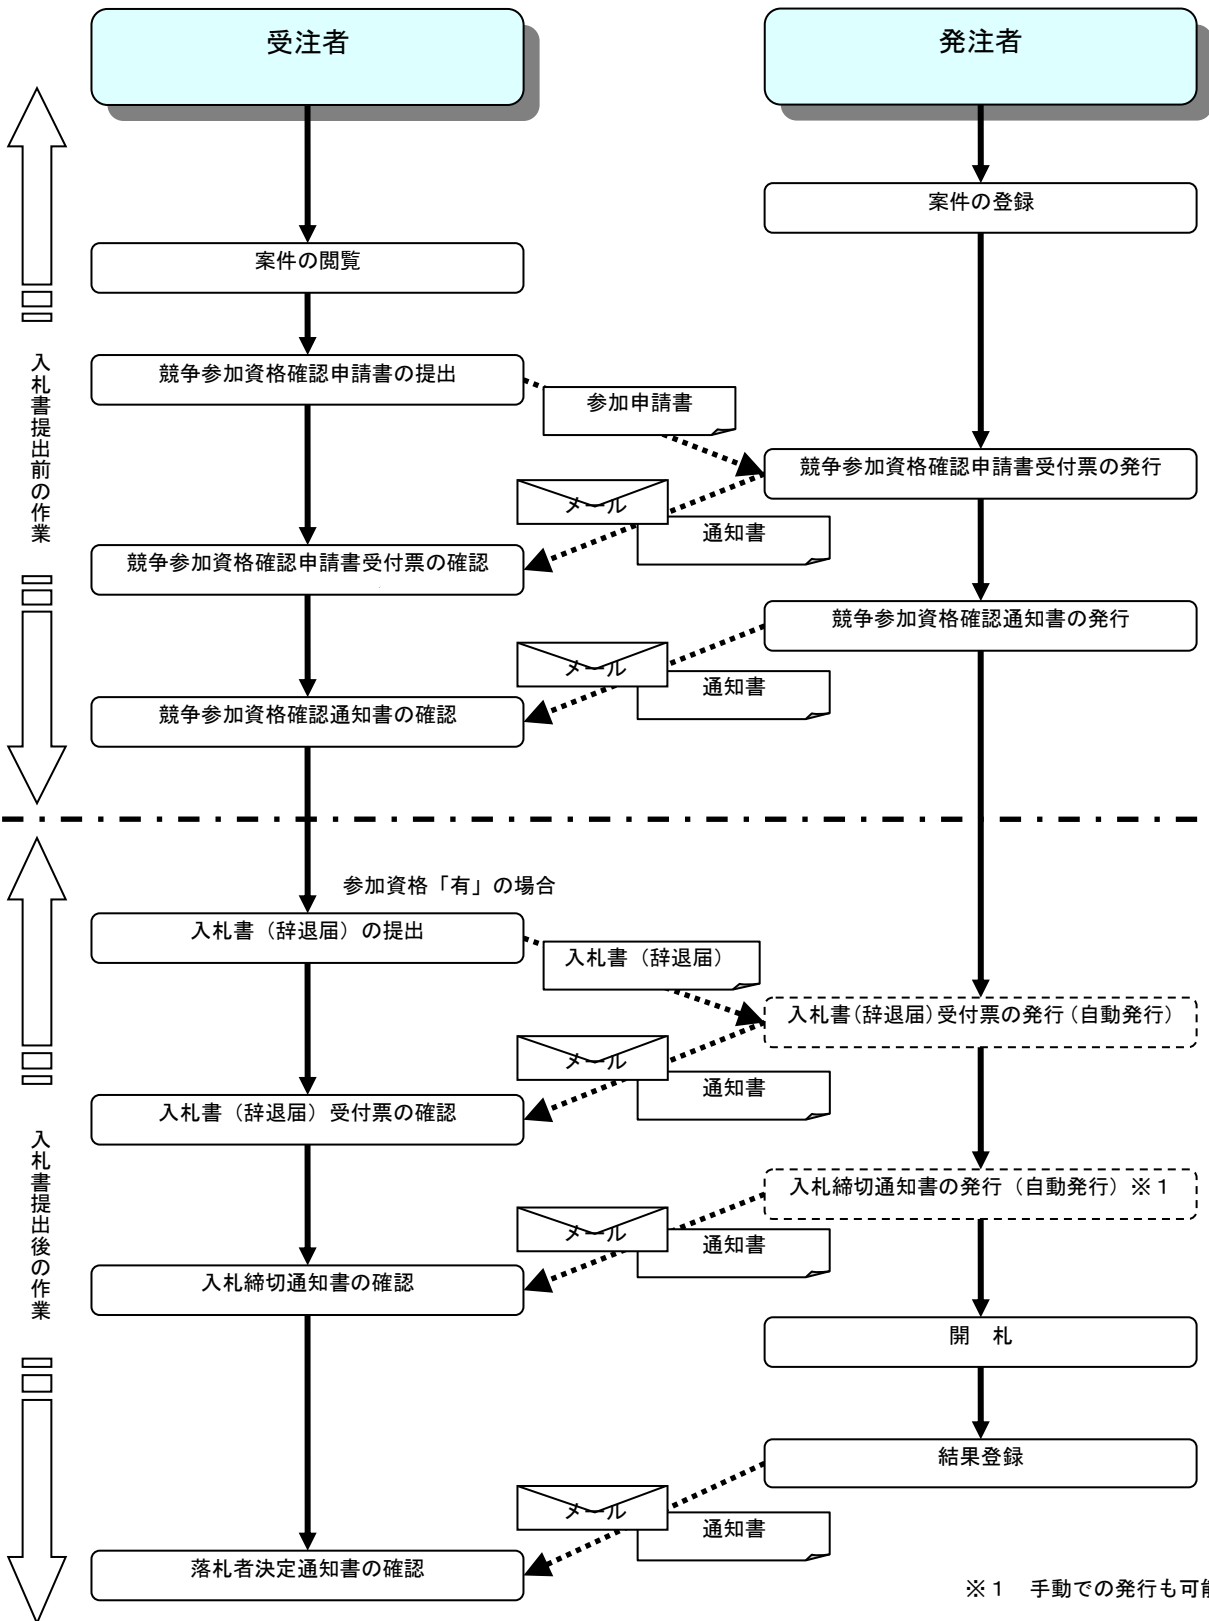 受注者
発注者
案件の登録
案件の閲覧
入札書提出前の作業
競争参加資格確認申請書の提出
参加申請書
競争参加資格確認申請書受付票の発行
メール
通知書
競争参加資格確認申請書受付票の確認
競争参加資格確認通知書の発行
メール
通知書
競争参加資格確認通知書の確認
参加資格「有」の場合
入札書（辞退届）の提出
入札書（辞退届）
入札書（辞退届）受付票の発行（自動発行）
メール
通知書
入札書（辞退届）受付票の確認
入札書提出後の作業
入札締切通知書の発行（自動発行）※１
メール
通知書
入札締切通知書の確認
開　札
結果登録
メール
通知書
落札者決定通知書の確認
※１　手動での発行も可能